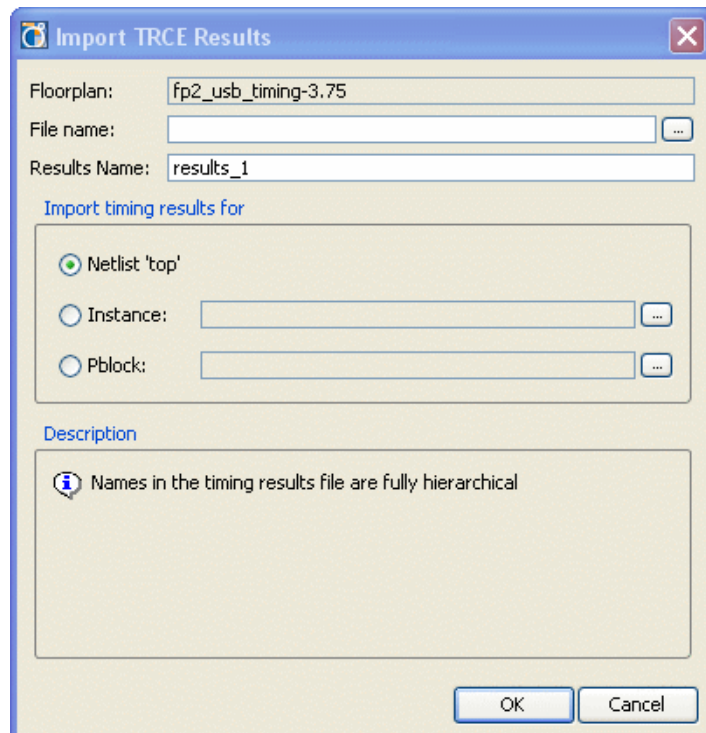 Import TRCE Results
Floorplan: fp2_usb_timing-3.75
File name: ...
Results Name: results_1
Import timing results for
Netlist 'top'
Instance: ...
Pblock: ...
Description
Names in the timing results file are fully hierarchical
OK Cancel